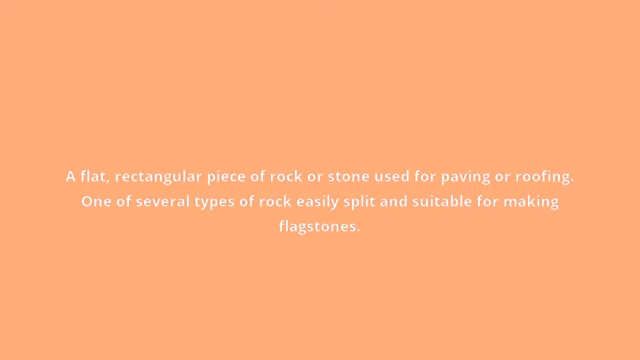 A flat, rectangular piece of rock or stone used for paving or roofing.
One of several types of rock easily split and suitable for making
flagstones.